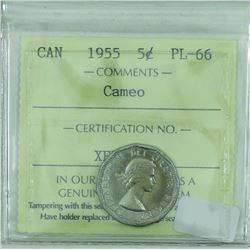 CAN 1955 5¢ PL-66
— COMMENTS —
Cameo
— CERTIFICATION NO. —
IN OUR
GENUIN
Tampering with this se
Have holder replaced